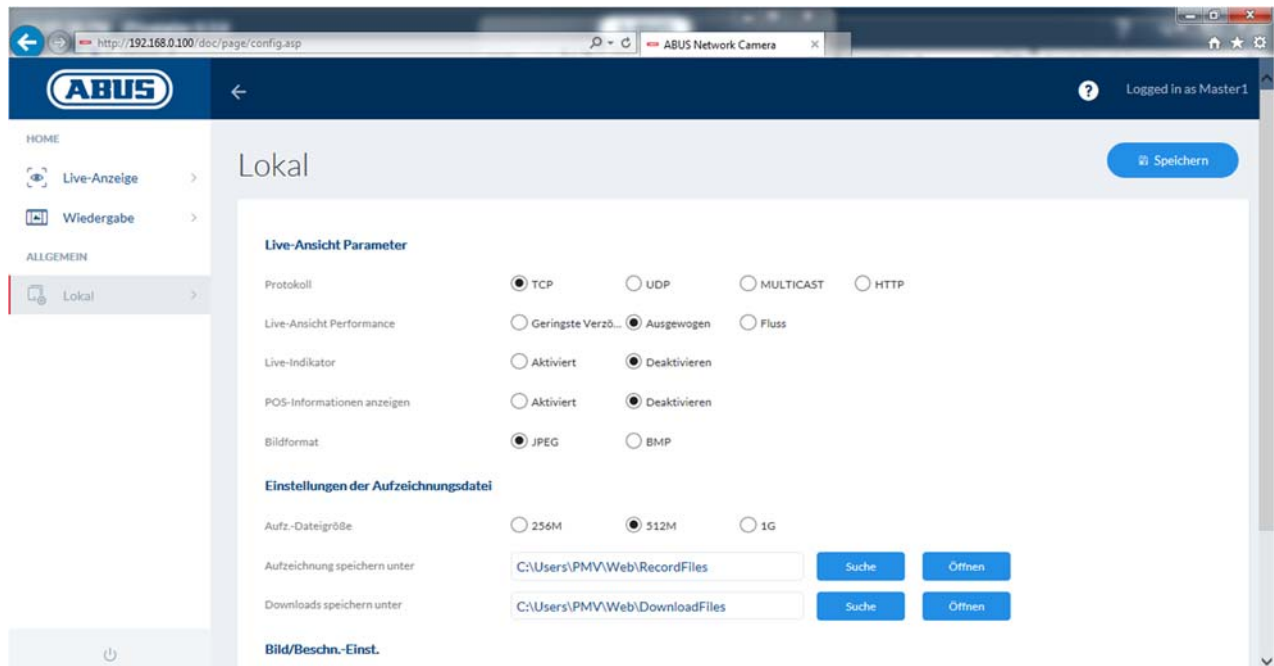 http://192.168.0.100/doc/page/config.asp
ABUS Network Camera
ABUS
Logged in as Master1
HOME
Live-Anzeige
Wiedergabe
ALLGEMEIN
Lokal
Lokal
Speichern
Live-Ansicht Parameter
Protokoll TCP UDP MULTICAST HTTP
Live-Ansicht Performance Geringste Verzö... Ausgewogen Fluss
Live-Indikator Aktiviert Deaktivieren
POS-Informationen anzeigen Aktiviert Deaktivieren
Bildformat JPEG BMP
Einstellungen der Aufzeichnungsdatei
Aufz.-Dateigröße 256M 512M 1G
Aufzeichnung speichern unter C:\Users\PMV\Web\RecordFiles Suche Öffnen
Downloads speichern unter C:\Users\PMV\Web\DownloadFiles Suche Öffnen
Bild/Beschn.-Einst.